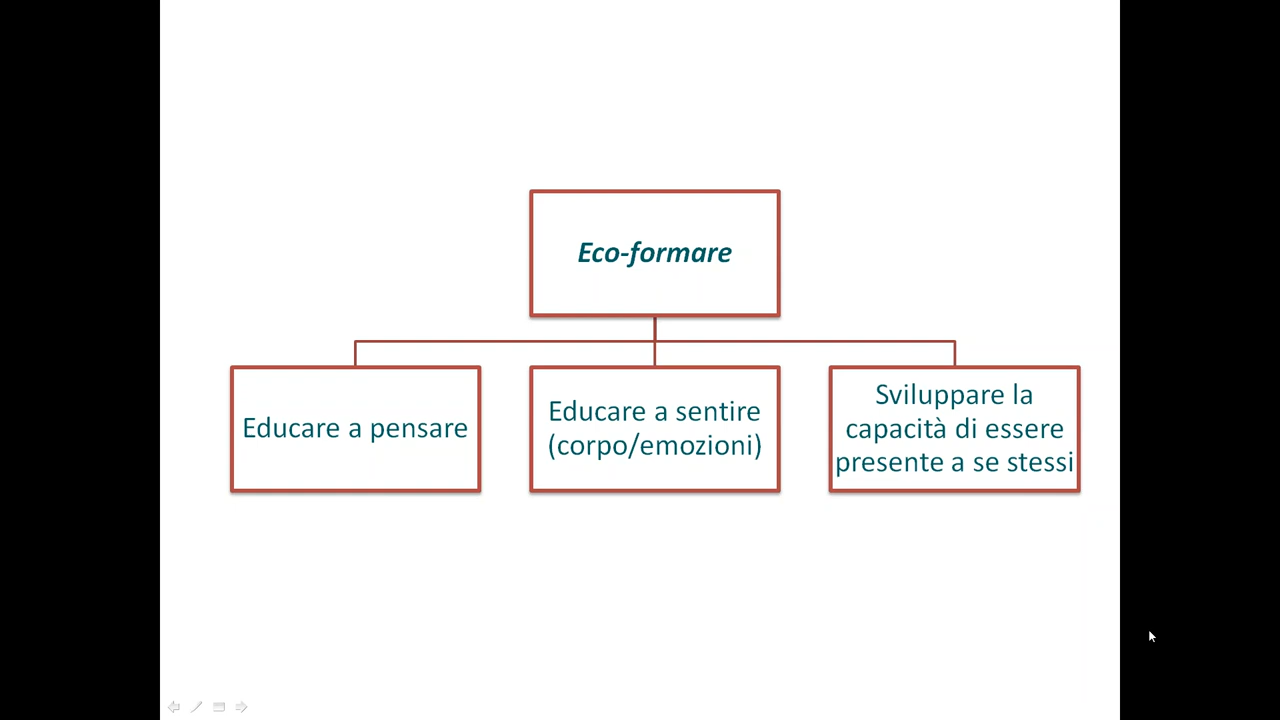 Eco-formare
Educare a pensare
Educare a sentire
(corpo/emozioni)
Sviluppare la
capacità di essere
presente a se stessi